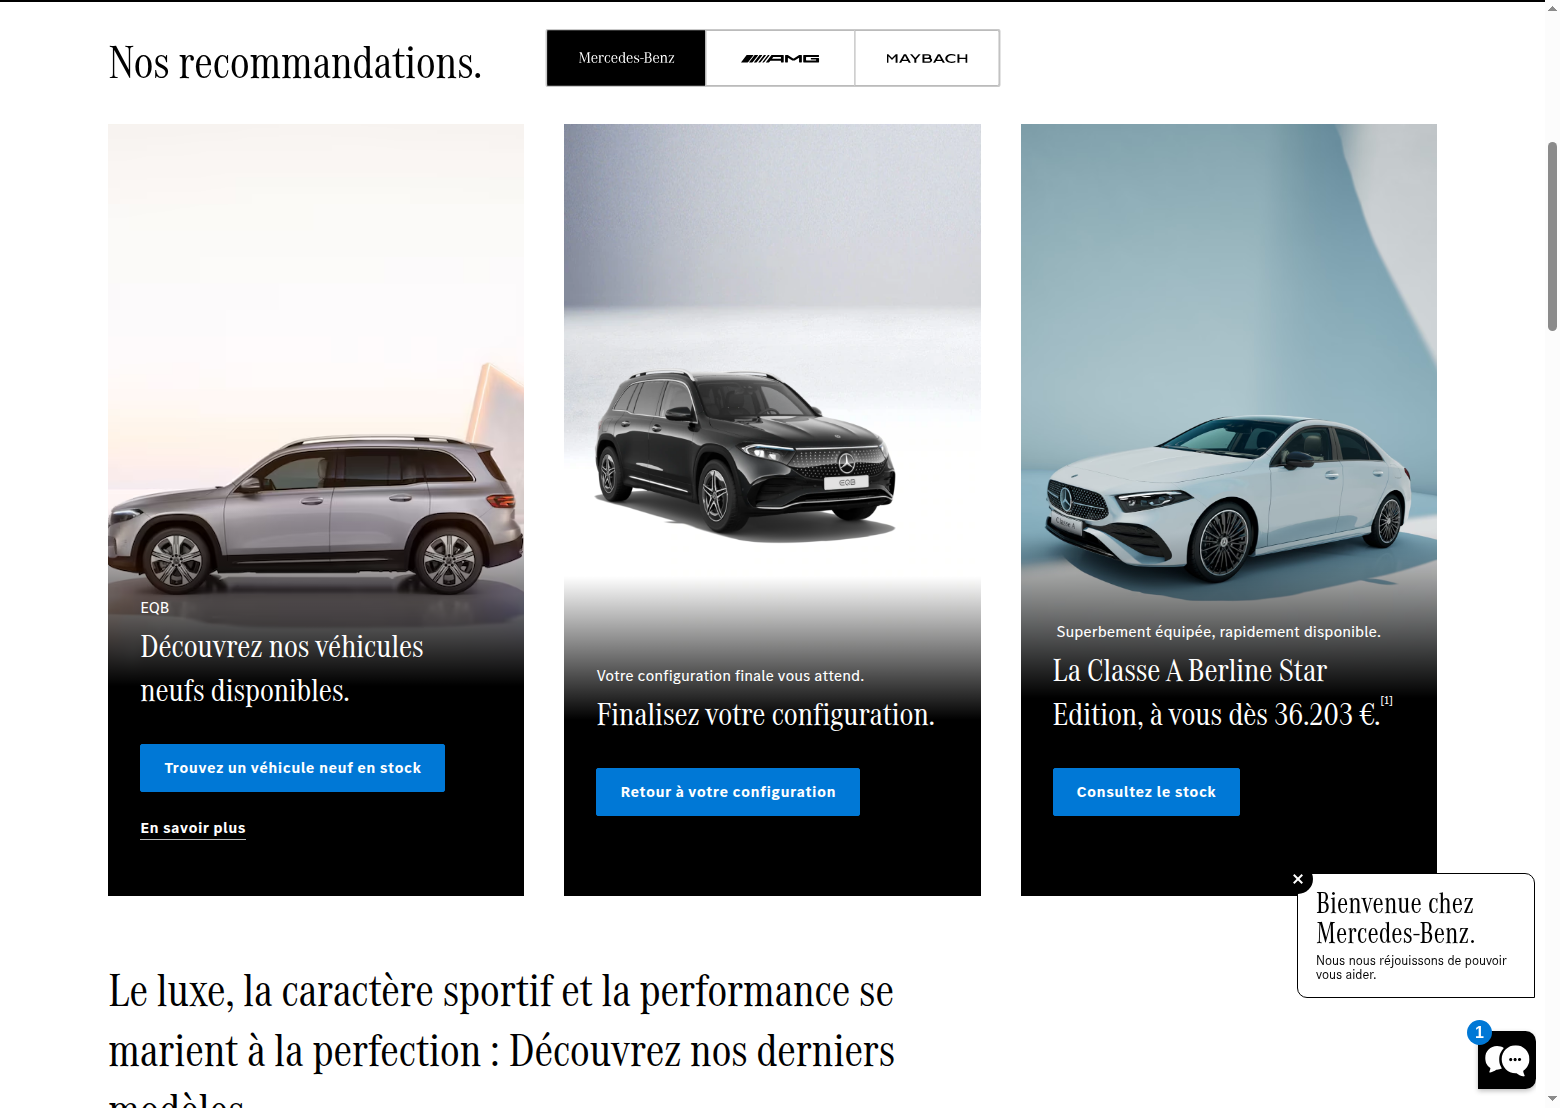 Nos recommandations.
Mercedes-Benz
AMG
MAYBACH
EQB
Découvrez nos véhicules
neufs disponibles.
Trouvez un véhicule neuf en stock
En savoir plus
EQB
Votre configuration finale vous attend.
Finalisez votre configuration.
Retour à votre configuration
Classe A
Superbement équipée, rapidement disponible.
La Classe A Berline Star
Edition, à vous dès 36.203 €.[1]
Consultez le stock
Bienvenue chez
Mercedes-Benz.
Nous nous réjouissons de pouvoir
vous aider.
1
Le luxe, la caractère sportif et la performance se
marient à la perfection : Découvrez nos derniers
modèles